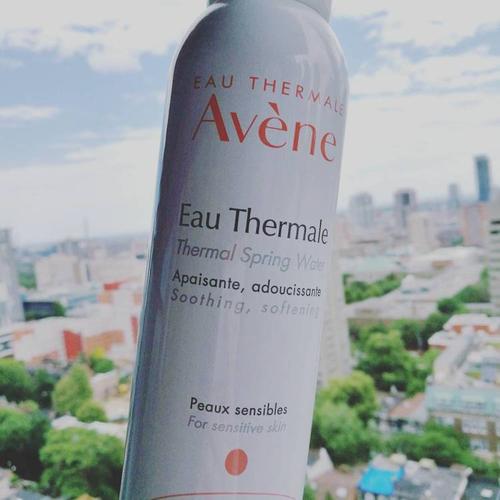 EAU THERMALE
Avène
Eau Thermale
Thermal Spring Water
Apaisante, adoucissante
Soothing, softening
Peaux sensibles
For sensitive skin